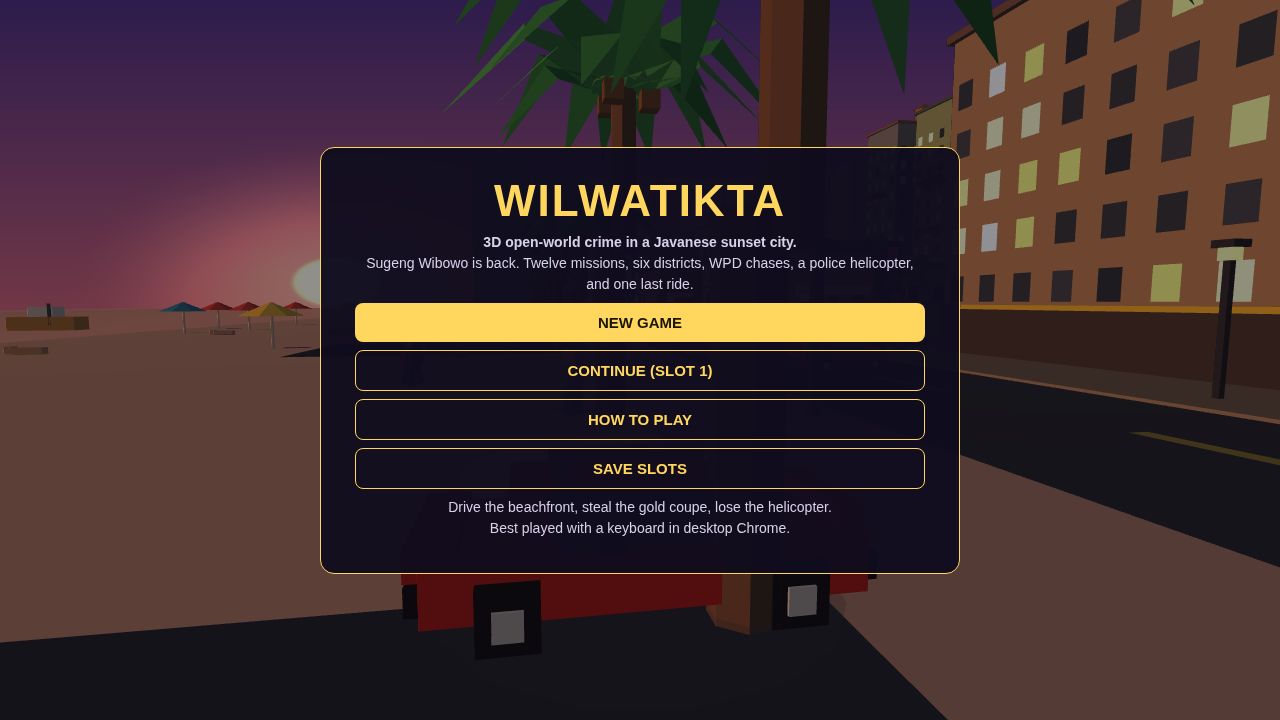 WILWATIKTA
3D open-world crime in a Javanese sunset city.
Sugeng Wibowo is back. Twelve missions, six districts, WPD chases, a police helicopter,
and one last ride.
NEW GAME
CONTINUE (SLOT 1)
HOW TO PLAY
SAVE SLOTS
Drive the beachfront, steal the gold coupe, lose the helicopter.
Best played with a keyboard in desktop Chrome.